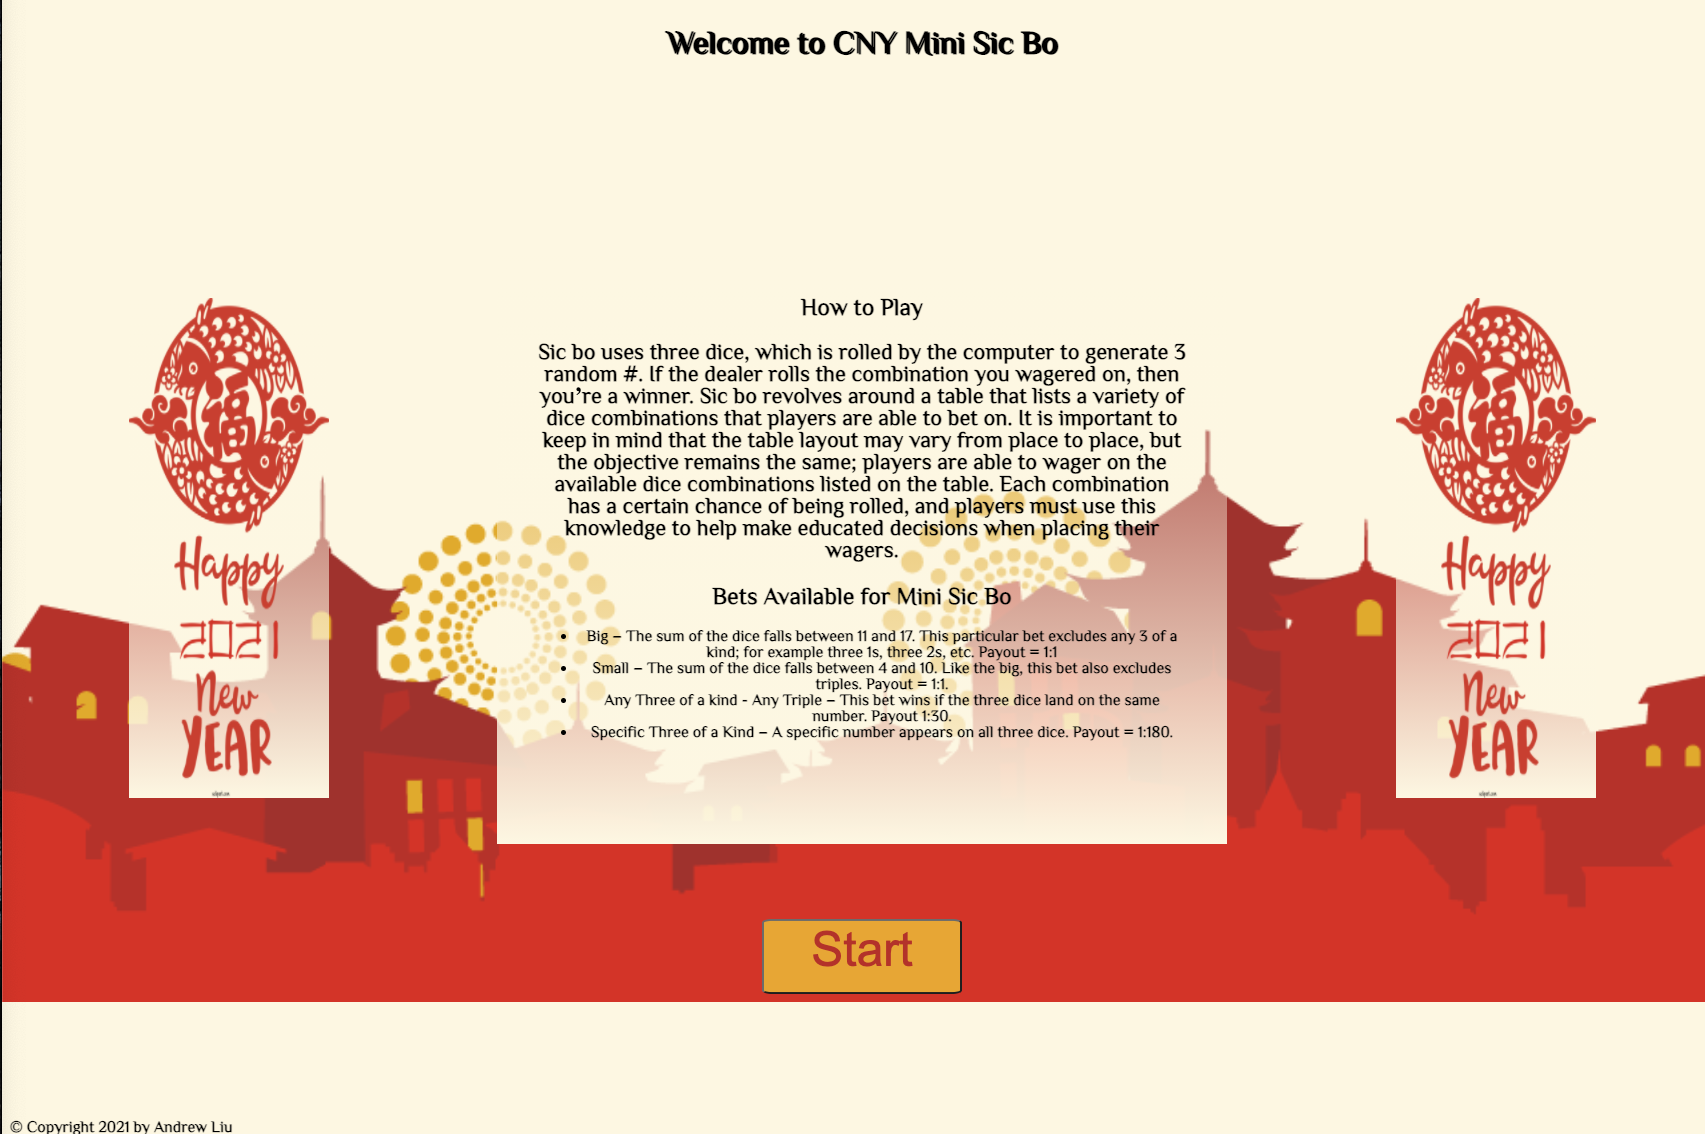 Welcome to CNY Mini Sic Bo
How to Play
Sic bo uses three dice, which is rolled by the computer to generate 3
random #. If the dealer rolls the combination you wagered on, then
you’re a winner. Sic bo revolves around a table that lists a variety of
dice combinations that players are able to bet on. It is important to
keep in mind that the table layout may vary from place to place, but
the objective remains the same; players are able to wager on the
available dice combinations listed on the table. Each combination
has a certain chance of being rolled, and players must use this
knowledge to help make educated decisions when placing their
wagers.
Bets Available for Mini Sic Bo
• Big – The sum of the dice falls between 11 and 17. This particular bet excludes any 3 of a
kind; for example three 1s, three 2s, etc. Payout = 1:1
• Small – The sum of the dice falls between 4 and 10. Like the big, this bet also excludes
triples. Payout = 1:1.
• Any Three of a kind - Any Triple – This bet wins if the three dice land on the same
number. Payout 1:30.
• Specific Three of a Kind – A specific number appears on all three dice. Payout = 1:180.
福
Happy
2021
New
YEAR
福
Happy
2021
New
YEAR
Start
© Copyright 2021 by Andrew Liu